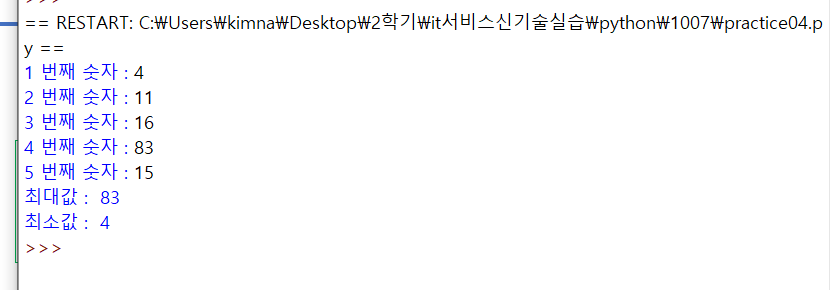 >>>
== RESTART: C:₩Users₩kimna₩Desktop₩2학기₩it서비스신기술실습₩python₩1007₩practice04.p
y ==
1 번째 숫자 : 4
2 번째 숫자 : 11
3 번째 숫자 : 16
4 번째 숫자 : 83
5 번째 숫자 : 15
최대값 :  83
최소값 :  4
>>>